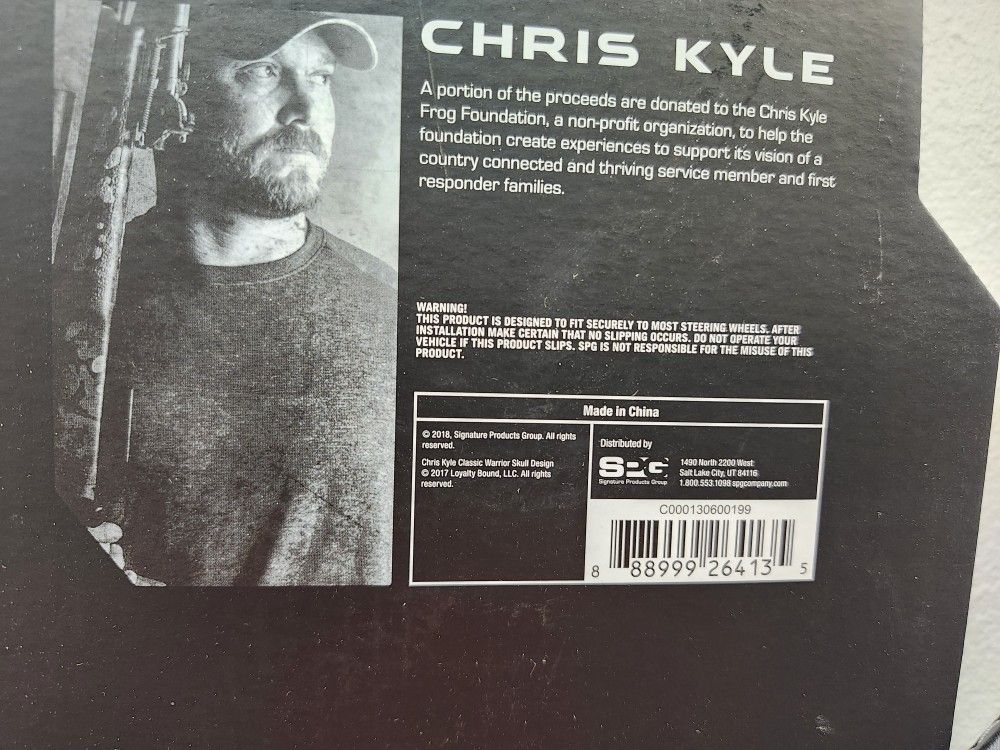 CHRIS KYLE
A portion of the proceeds are donated to the Chris Kyle
Frog Foundation, a non-profit organization, to help the
foundation create experiences to support its vision of a
country connected and thriving service member and first
responder families.
WARNING!
THIS PRODUCT IS DESIGNED TO FIT SECURELY TO MOST STEERING WHEELS. AFTER
INSTALLATION MAKE CERTAIN THAT NO SLIPPING OCCURS. DO NOT OPERATE YOUR
VEHICLE IF THIS PRODUCT SLIPS. SPG IS NOT RESPONSIBLE FOR THE MISUSE OF THIS
PRODUCT.
Made in China
© 2018, Signature Products Group. All rights
reserved.
Chris Kyle Classic Warrior Skull Design
© 2017 Loyalty Bound, LLC. All rights
reserved.
Distributed by
SPG
Signature Products Group
1490 North 2200 West
Salt Lake City, UT 84116
1.800.553.1098 spgcompany.com
C000130600199
8 88999 26413 5